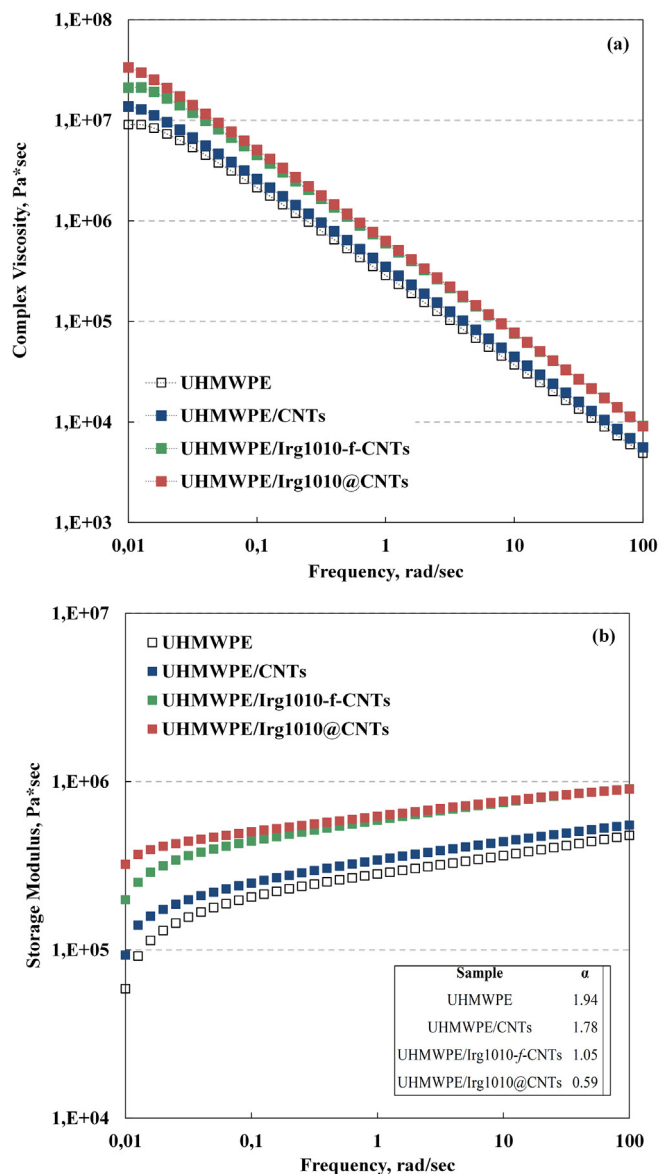 1,E+08
(a)
1,E+07
1,E+06
Complex Viscosity, Pa*sec
1,E+05
UHMWPE
UHMWPE/CNTs
1,E+04
UHMWPE/Irg1010-f-CNTs
UHMWPE/Irg1010@CNTs
1,E+03
0,01 0,1 1 10 100
Frequency, rad/sec
1,E+07
(b)
UHMWPE
UHMWPE/CNTs
UHMWPE/Irg1010-f-CNTs
UHMWPE/Irg1010@CNTs
1,E+06
Storage Modulus, Pa*sec
1,E+05
Sample α
UHMWPE 1.94
UHMWPE/CNTs 1.78
UHMWPE/Irg1010-f-CNTs 1.05
UHMWPE/Irg1010@CNTs 0.59
1,E+04
0,01 0,1 1 10 100
Frequency, rad/sec